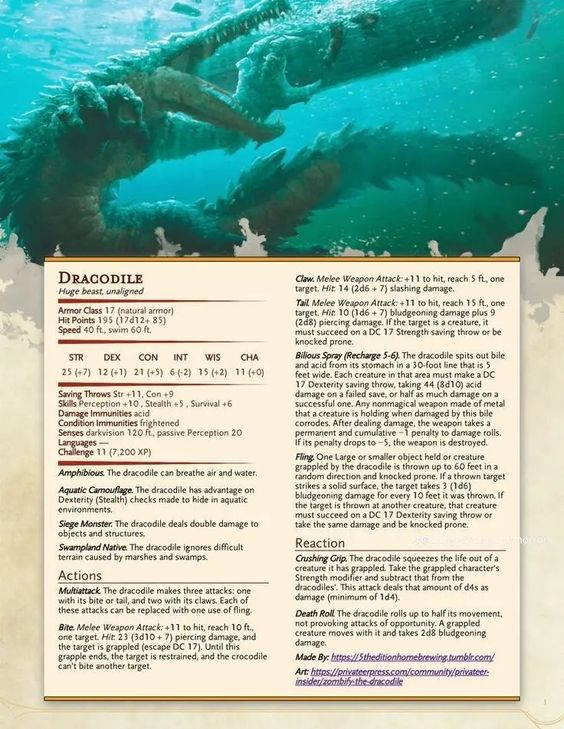 DRACODILE
Huge beast, unaligned
Armor Class 17 (natural armor)
Hit Points 195 (17d12+ 85)
Speed 40 ft., swim 60 ft.
STR DEX CON INT WIS CHA
25 (+7) 12 (+1) 21 (+5) 6 (-2) 15 (+2) 11 (+0)
Saving Throws Str +11, Con +9
Skills Perception +10 , Stealth +5 , Survival +6
Damage Immunities acid
Condition Immunities frightened
Senses darkvision 120 ft., passive Perception 20
Languages —
Challenge 11 (7,200 XP)
Amphibious. The dracodile can breathe air and water.
Aquatic Camouflage. The dracodile has advantage on
Dexterity (Stealth) checks made to hide in aquatic
environments.
Siege Monster. The dracodile deals double damage to
objects and structures.
Swampland Native. The dracodile ignores difficult
terrain caused by marshes and swamps.
Actions
Multiattack. The dracodile makes three attacks: one
with its bite or tail, and two with its claws. Each of
these attacks can be replaced with one use of fling.
Bite. Melee Weapon Attack: +11 to hit, reach 10 ft.,
one target. Hit: 23 (3d10 + 7) piercing damage, and
the target is grappled (escape DC 17). Until this
grapple ends, the target is restrained, and the crocodile
can't bite another target.
Claw. Melee Weapon Attack: +11 to hit, reach 5 ft., one
target. Hit: 14 (2d6 + 7) slashing damage.
Tail. Melee Weapon Attack: +11 to hit, reach 15 ft., one
target. Hit: 10 (1d6 + 7) bludgeoning damage plus 9
(2d8) piercing damage. If the target is a creature, it
must succeed on a DC 17 Strength saving throw or be
knocked prone.
Bilious Spray (Recharge 5-6). The dracodile spits out bile
and acid from its stomach in a 30-foot line that is 5
feet wide. Each creature in that area must make a DC
17 Dexterity saving throw, taking 44 (8d10) acid
damage on a failed save, or half as much damage on a
successful one. Any nonmagical weapon made of metal
that a creature is holding when damaged by this bile
corrodes. After dealing damage, the weapon takes a
permanent and cumulative −1 penalty to damage rolls.
If its penalty drops to −5, the weapon is destroyed.
Fling. One Large or smaller object held or creature
grappled by the dracodile is thrown up to 60 feet in a
random direction and knocked prone. If a thrown target
strikes a solid surface, the target takes 3 (1d6)
bludgeoning damage for every 10 feet it was thrown. If
the target is thrown at another creature, that creature
must succeed on a DC 17 Dexterity saving throw or
take the same damage and be knocked prone.
Reaction
Crushing Grip. The dracodile squeezes the life out of a
creature it has grappled. Take the grappled character's
Strength modifier and subtract that from the
dracodiles'. This attack deals that amount of d4s as
damage (minimum of 1d4).
Death Roll. The dracodile rolls up to half its movement,
not provoking attacks of opportunity. A grappled
creature moves with it and takes 2d8 bludgeoning
damage.
Made By: https://5theditionhomebrewing.tumblr.com/
Art: https://privateerpress.com/community/privateer-
insider/zombify-the-dracodile
1